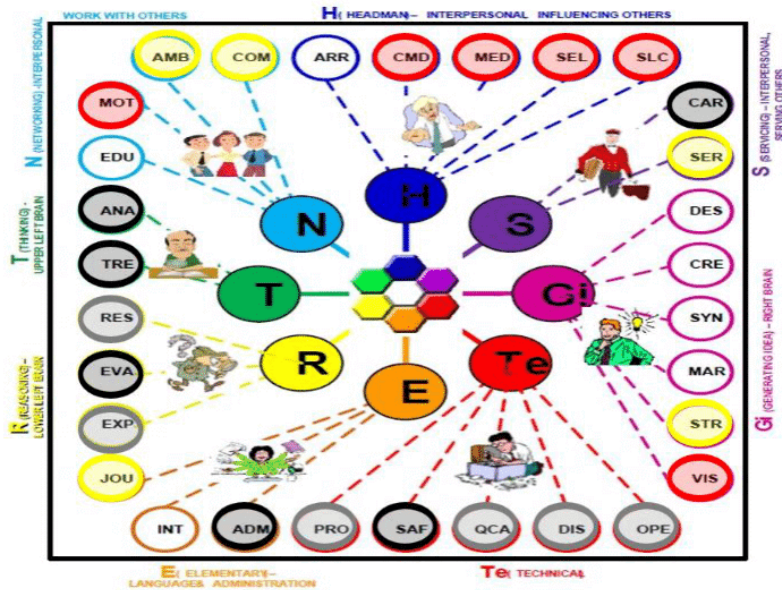 WORK WITH OTHERS
H( HEADMAN) – INTERPERSONAL INFLUENCING OTHERS
AMB
COM
ARR
CMD
MED
SEL
SLC
MOT
CAR
EDU
SER
ANA
DES
TRE
CRE
RES
SYN
EVA
MAR
EXP
STR
JOU
VIS
INT
ADM
PRO
SAF
QCA
DIS
OPE
N
H
S
T
Gi
R
E
Te
N (NETWORKING) -INTERPERSONAL
T (THINKING) -
UPPER LEFT BRAIN
R (REASONING) –
LOWER LEFT BRAIN
S (SERVICING) – INTERPERSONAL,
SERVING OTHERS
Gi (GENERATING IDEA) – RIGHT BRAIN
E( ELEMENTARY) –
LANGUAGE& ADMINISTRATION
Te( TECHNICAL)